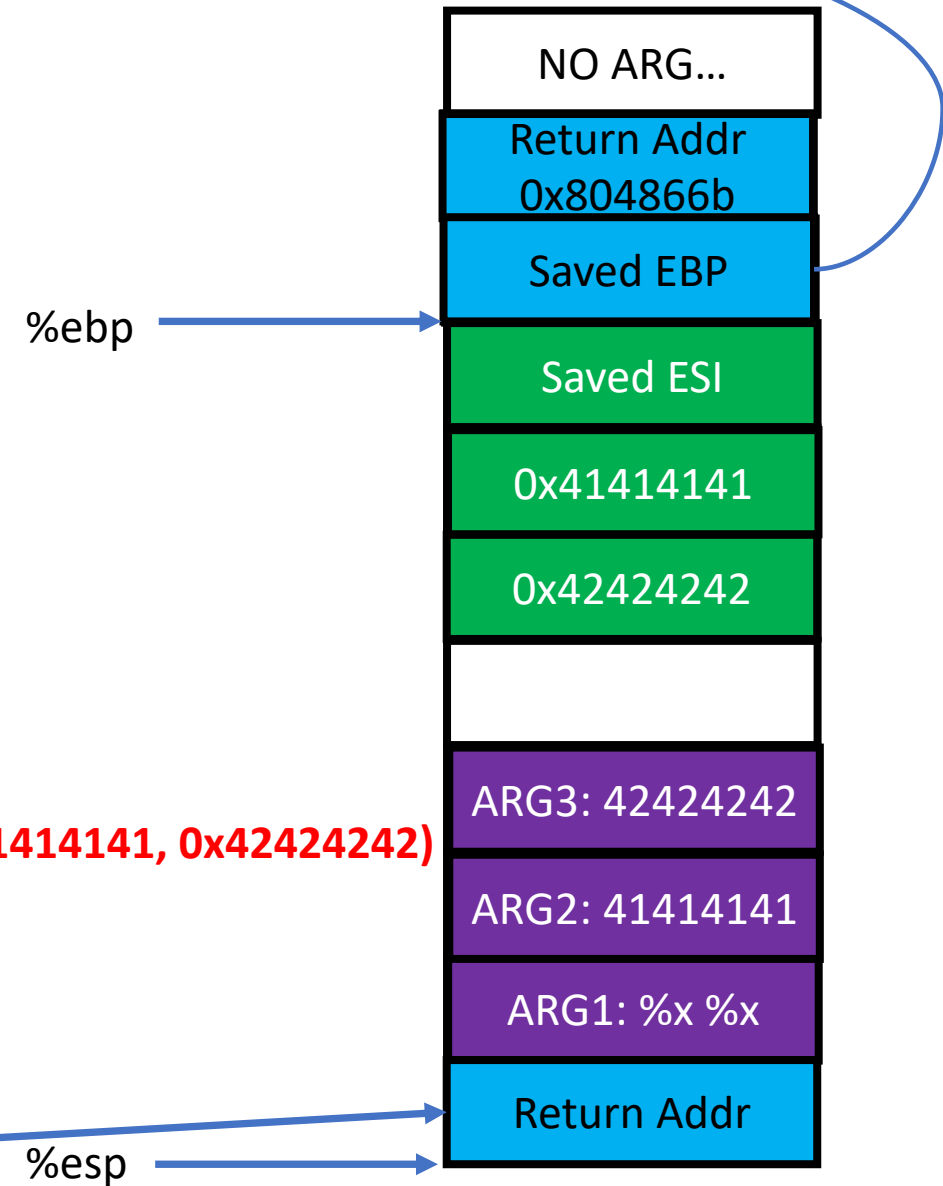 NO ARG...
Return Addr
0x804866b
Saved EBP
%ebp
Saved ESI
0x41414141
0x42424242
ARG3: 42424242
1414141, 0x42424242)
ARG2: 41414141
ARG1: %x %x
Return Addr
%esp